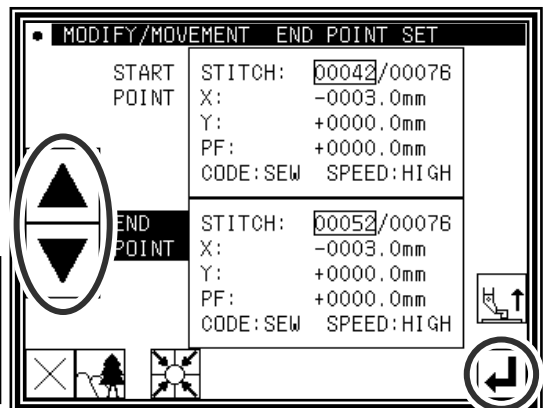 MODIFY/MOVEMENT END POINT SET
START POINT
STITCH: 00042/00076
X: -0003.0mm
Y: +0000.0mm
PF: +0000.0mm
CODE:SEW SPEED:HIGH
END POINT
STITCH: 00052/00076
X: -0003.0mm
Y: +0000.0mm
PF: +0000.0mm
CODE:SEW SPEED:HIGH